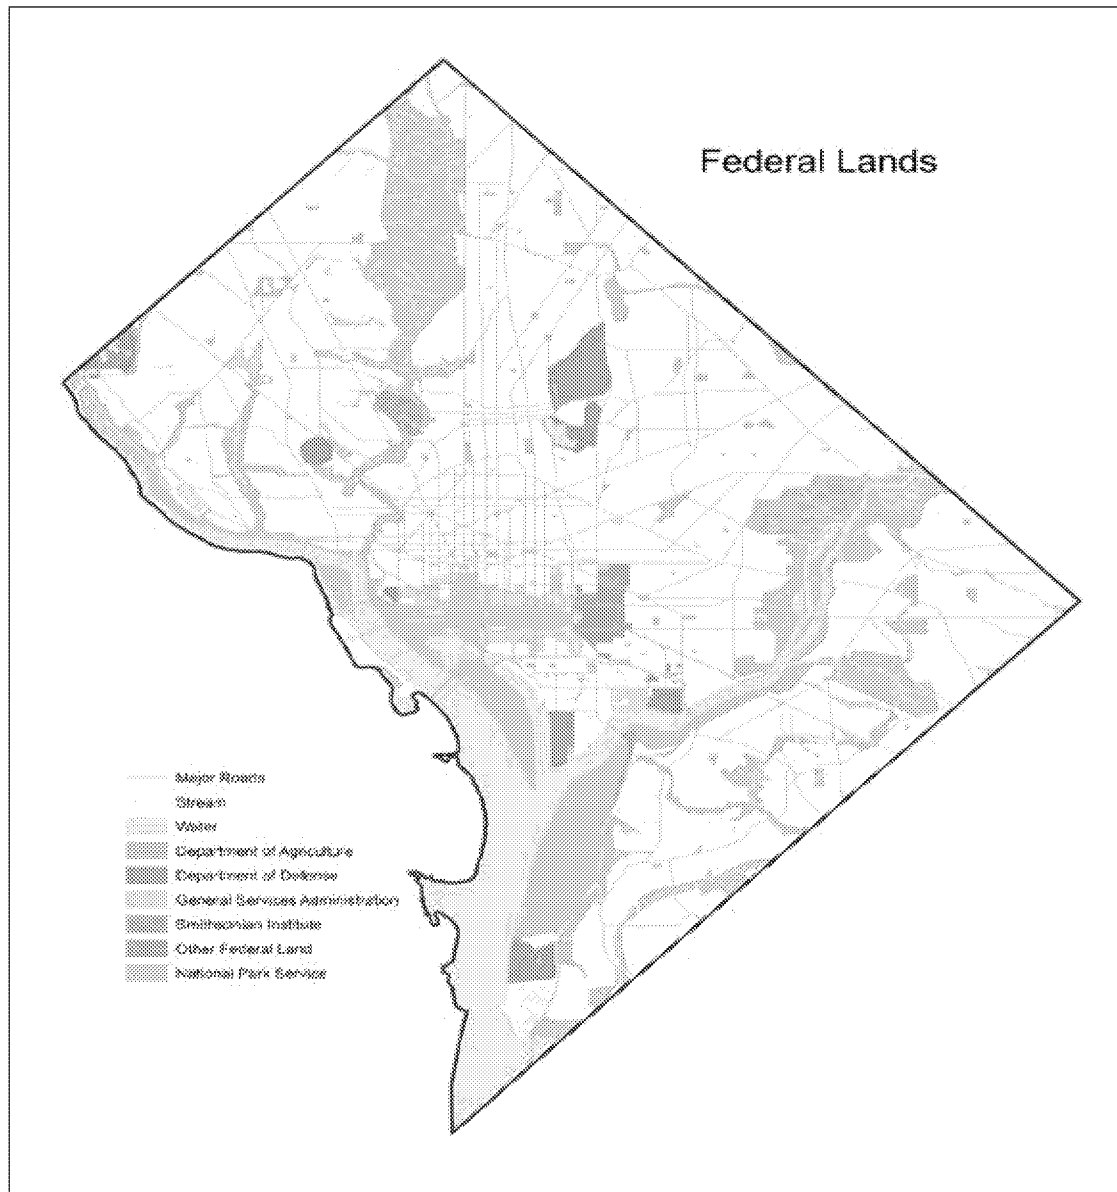 Federal Lands
Major Roads
Stream
Water
Department of Agriculture
Department of Defense
General Services Administration
Smithsonian Institute
Other Federal Land
National Park Service